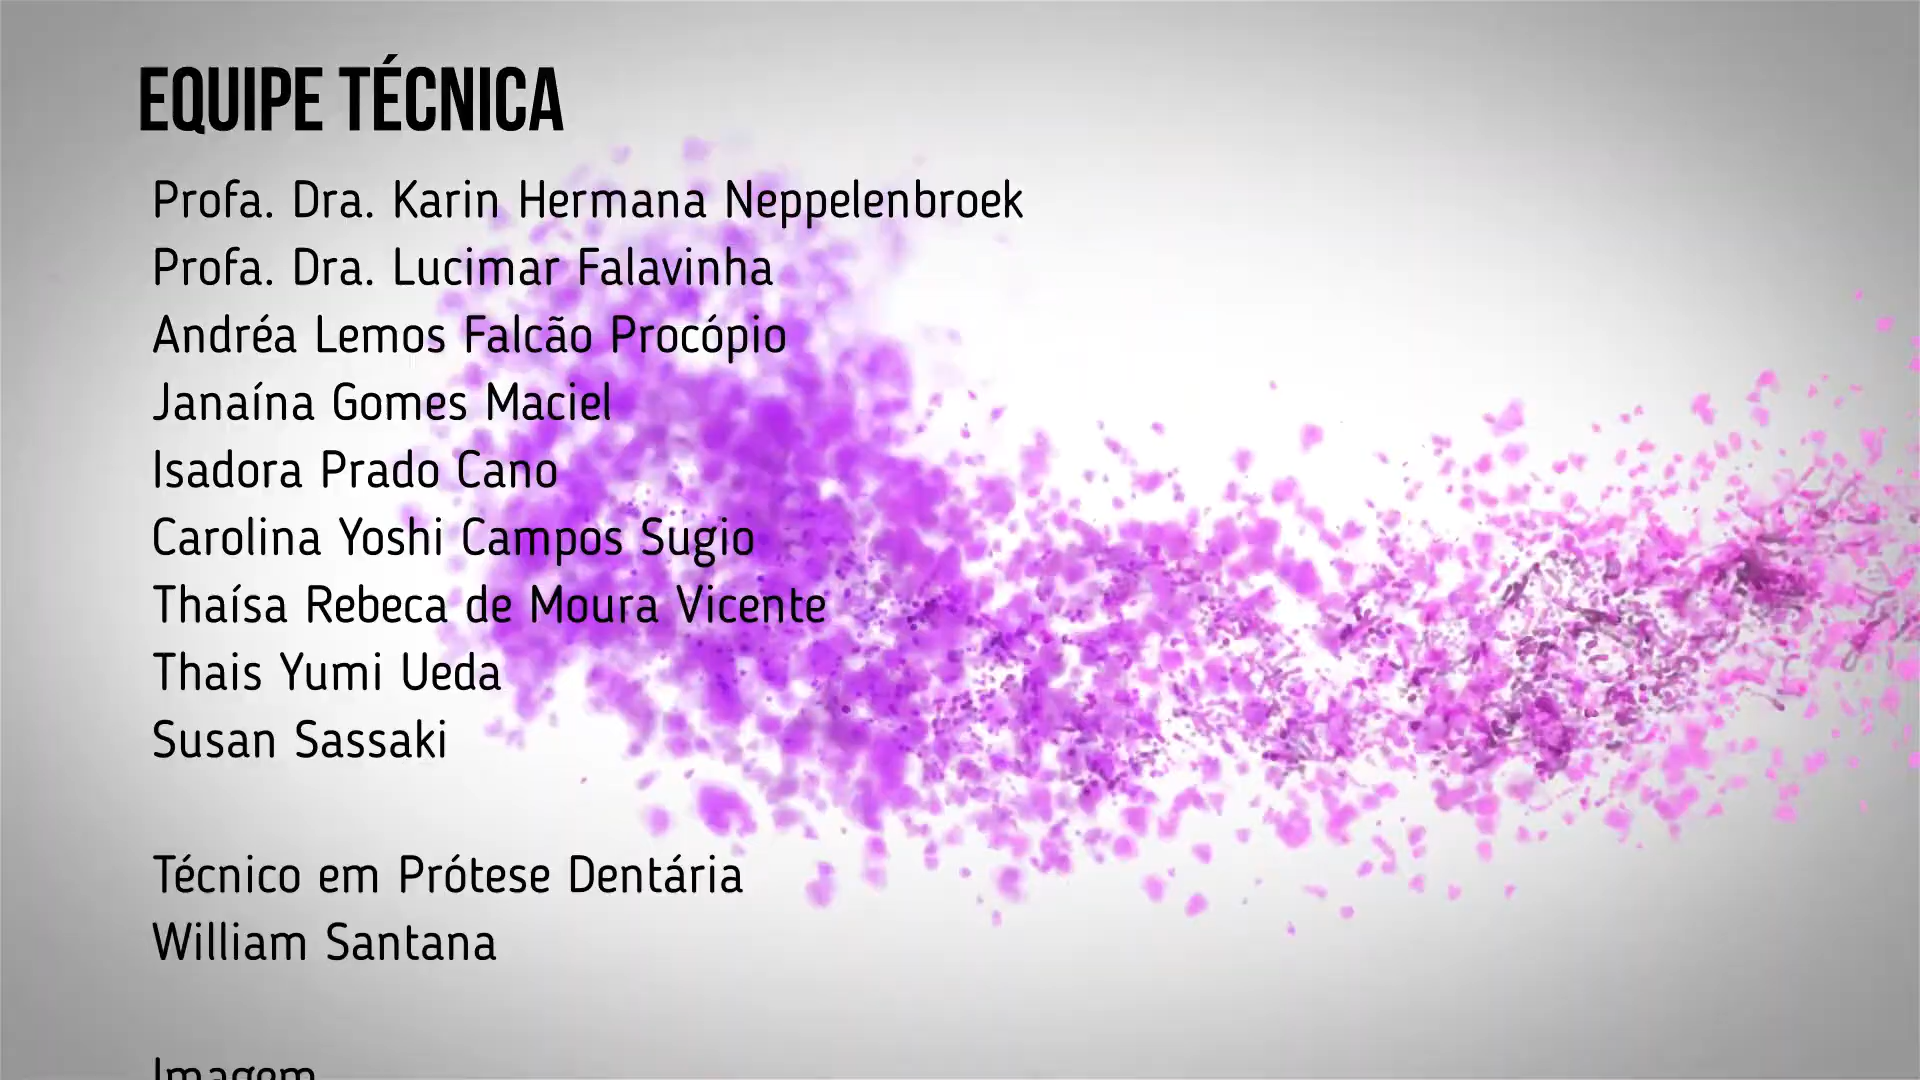 EQUIPE TÉCNICA
Profa. Dra. Karin Hermana Neppelenbroek
Profa. Dra. Lucimar Falavinha
Andréa Lemos Falcão Procópio
Janaína Gomes Maciel
Isadora Prado Cano
Carolina Yoshi Campos Sugio
Thaísa Rebeca de Moura Vicente
Thais Yumi Ueda
Susan Sassaki
Técnico em Prótese Dentária
William Santana
Imagem